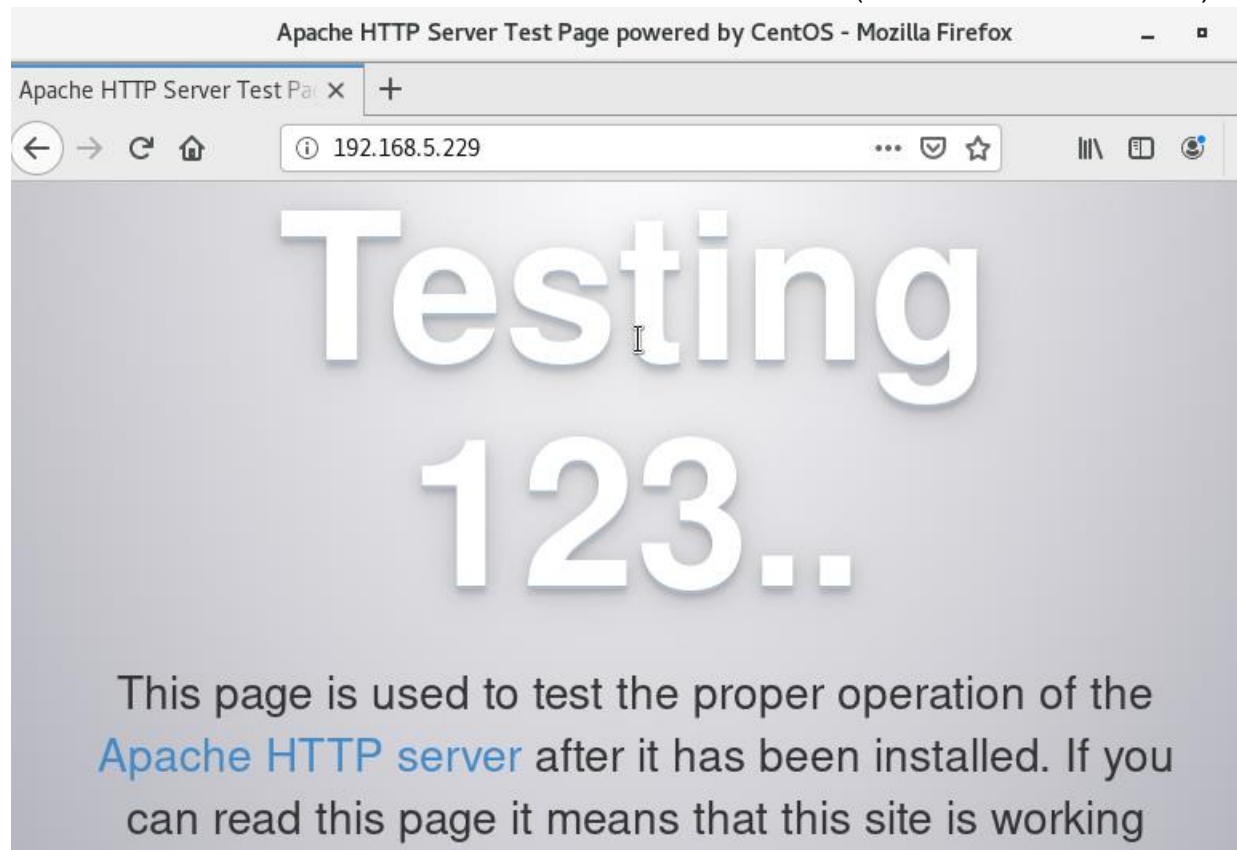 Apache HTTP Server Test Page powered by CentOS - Mozilla Firefox
Apache HTTP Server Test Pa
192.168.5.229
Testing
123..
This page is used to test the proper operation of the
Apache HTTP server after it has been installed. If you
can read this page it means that this site is working